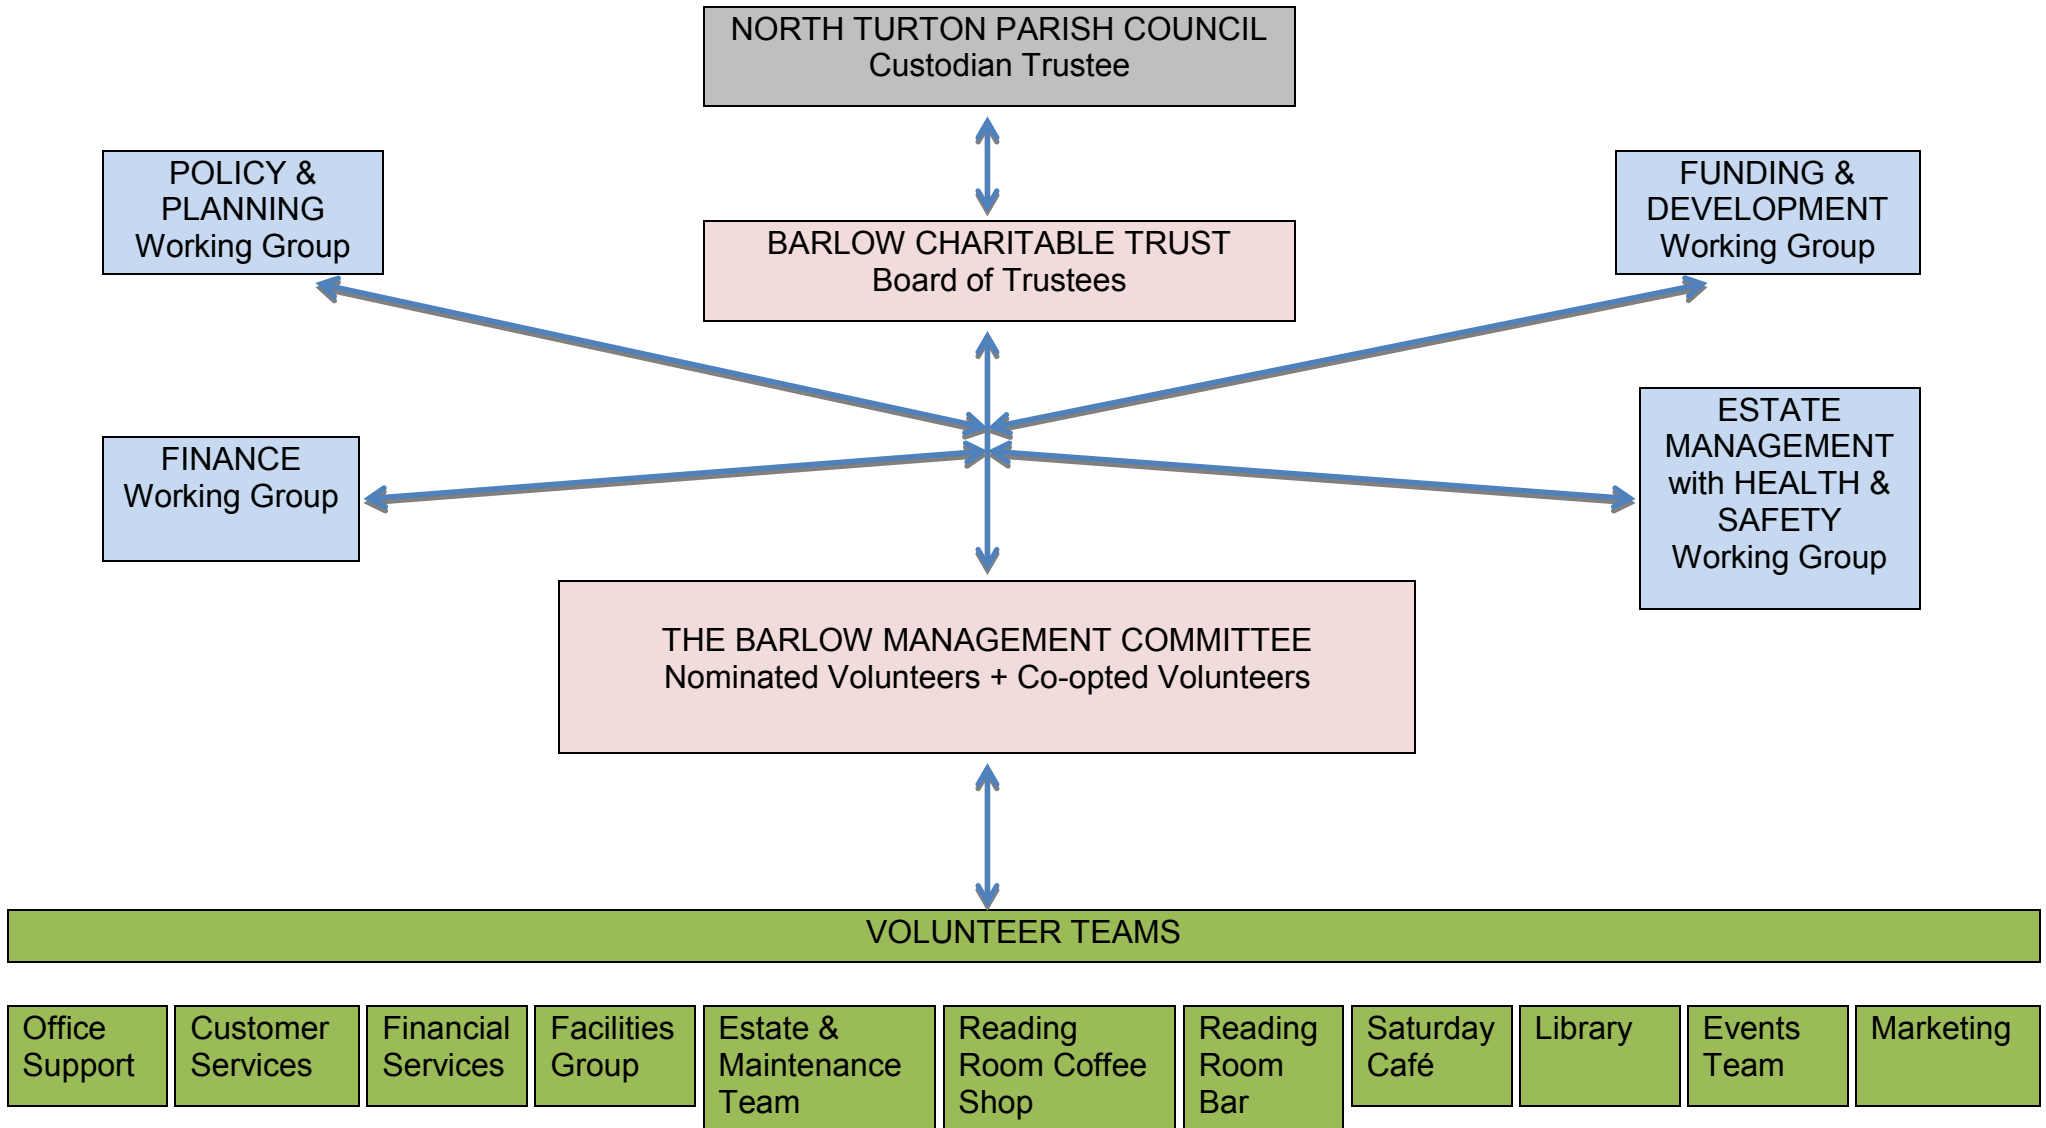 NORTH TURTON PARISH COUNCIL
Custodian Trustee
POLICY &
PLANNING
Working Group
BARLOW CHARITABLE TRUST
Board of Trustees
FUNDING &
DEVELOPMENT
Working Group
FINANCE
Working Group
ESTATE
MANAGEMENT
with HEALTH &
SAFETY
Working Group
THE BARLOW MANAGEMENT COMMITTEE
Nominated Volunteers + Co-opted Volunteers
VOLUNTEER TEAMS
Office
Support
Customer
Services
Financial
Services
Facilities
Group
Estate &
Maintenance
Team
Reading
Room Coffee
Shop
Reading
Room
Bar
Saturday
Café
Library
Events
Team
Marketing